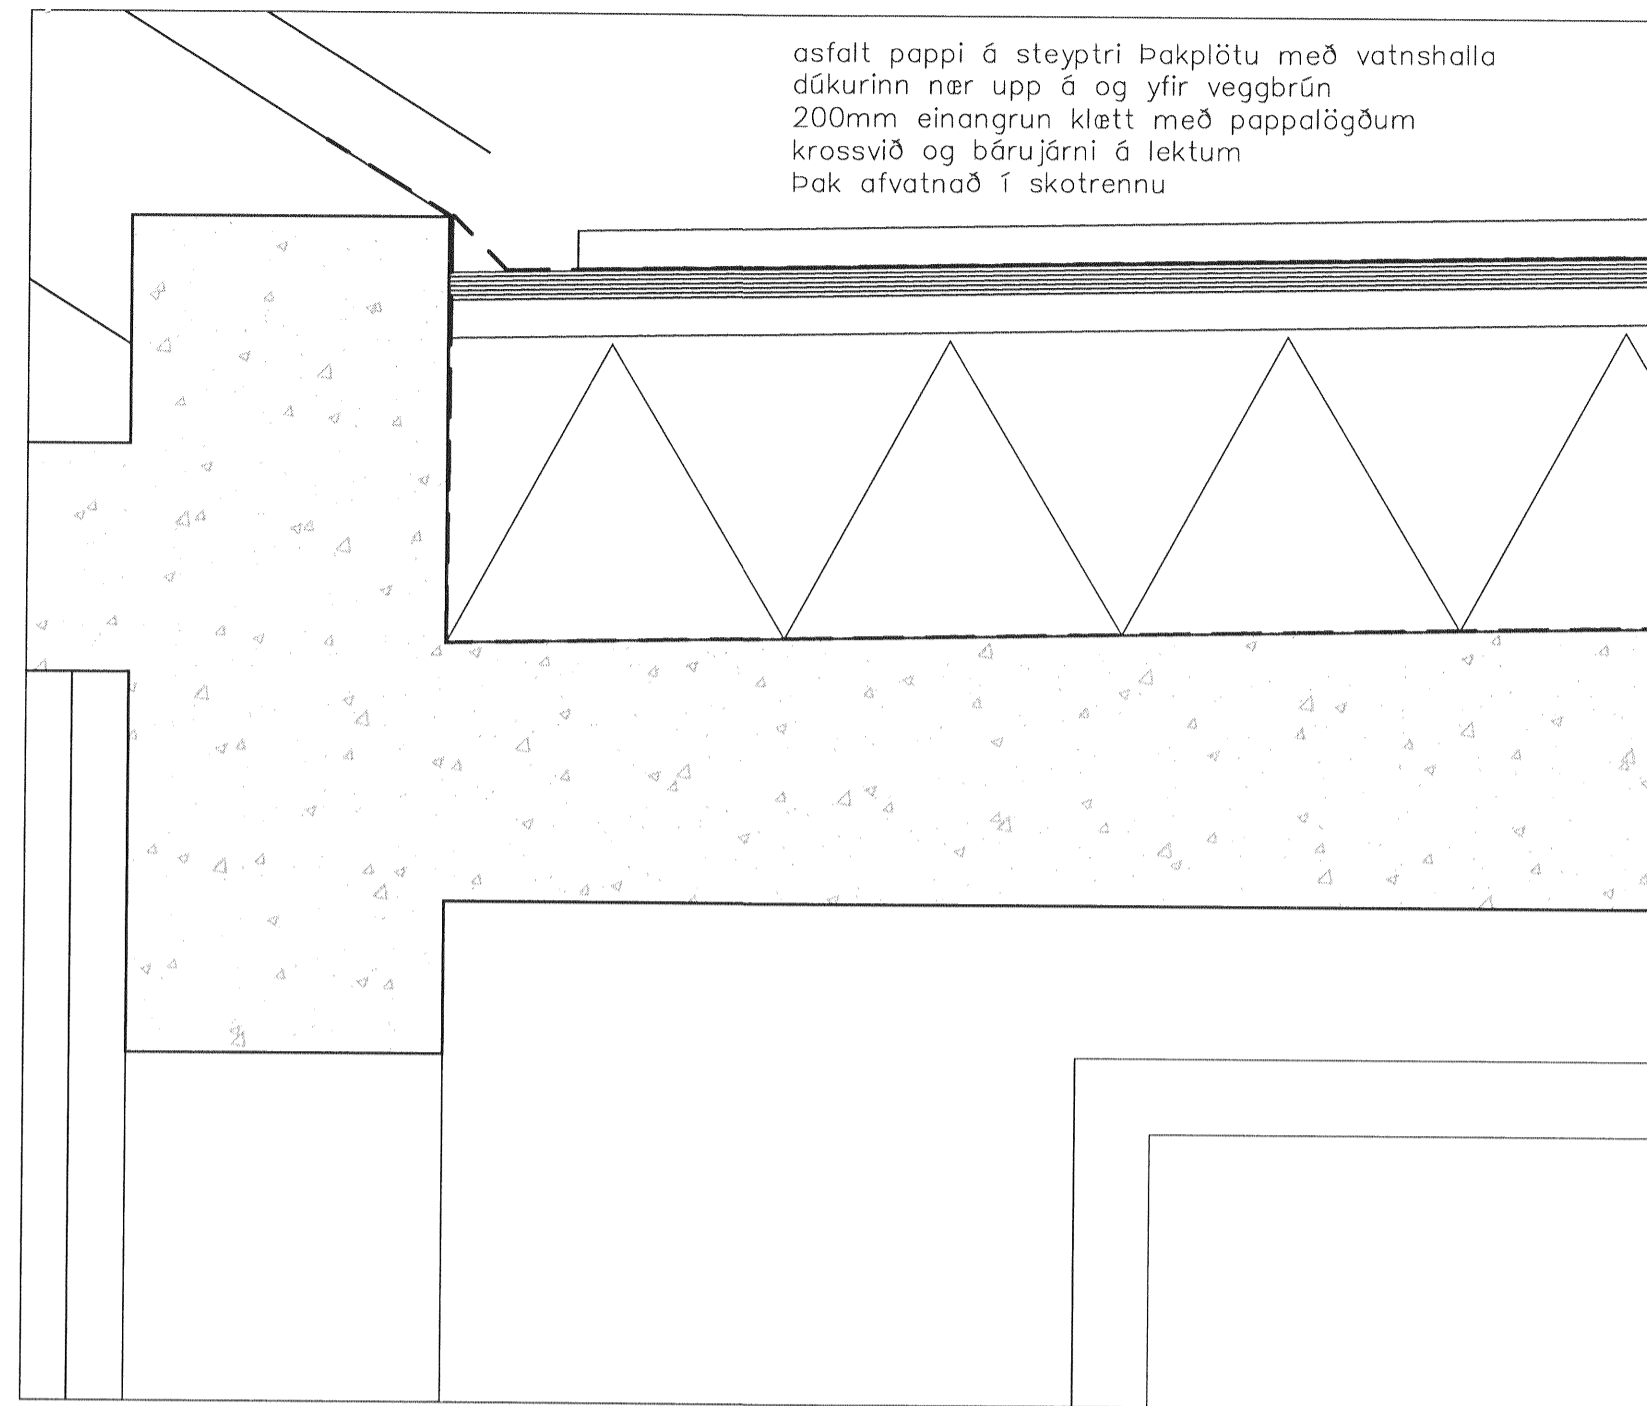 asfalt pappi á steyptri Þakplötu með vatnshalla
dúkurinn nær upp á og yfir veggbrún
200mm einangrun klætt með pappalögðum
krossvið og bárujárni á lektum
Þak afvatnað í skotrennu